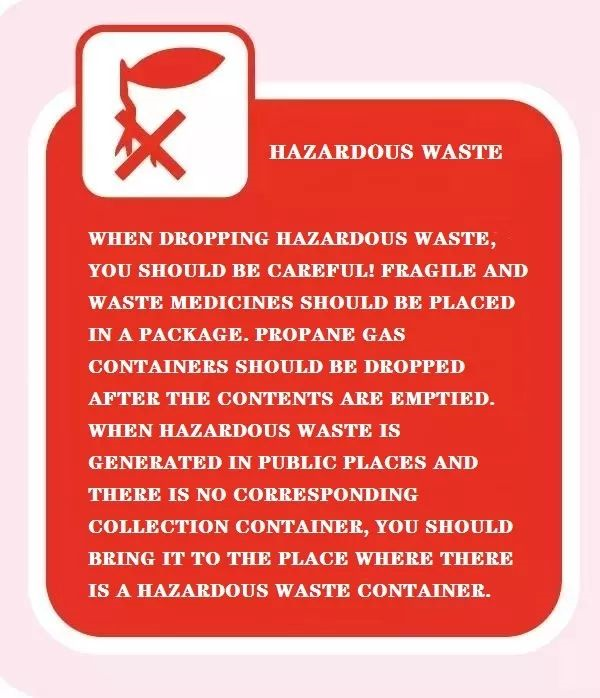 HAZARDOUS WASTE
WHEN DROPPING HAZARDOUS WASTE,
YOU SHOULD BE CAREFUL! FRAGILE AND
WASTE MEDICINES SHOULD BE PLACED
IN A PACKAGE. PROPANE GAS
CONTAINERS SHOULD BE DROPPED
AFTER THE CONTENTS ARE EMPTIED.
WHEN HAZARDOUS WASTE IS
GENERATED IN PUBLIC PLACES AND
THERE IS NO CORRESPONDING
COLLECTION CONTAINER, YOU SHOULD
BRING IT TO THE PLACE WHERE THERE
IS A HAZARDOUS WASTE CONTAINER.